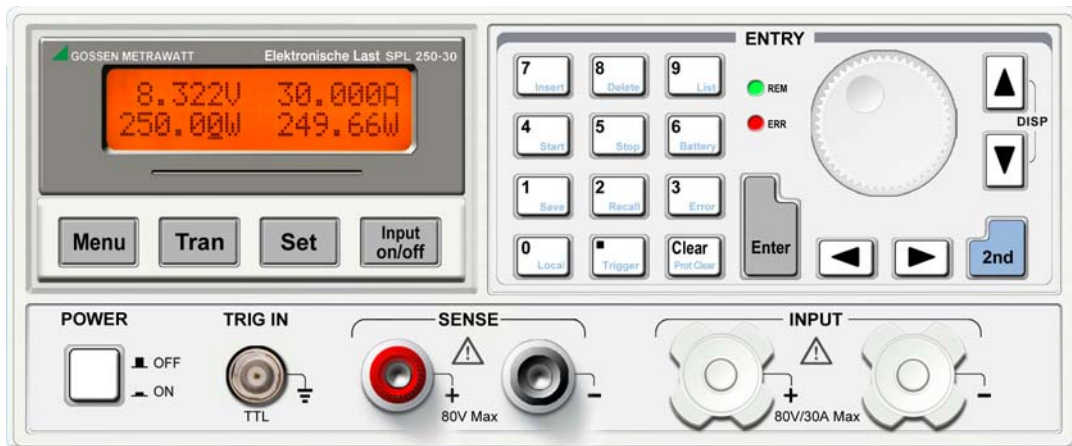 GOSSEN METRAWATT Elektronische Last SPL 250-30
8.322V 30.000A
250.00W 249.66W
Menu
Tran
Set
Input
on/off
ENTRY
7
Insert
8
Delete
9
List
4
Start
5
Stop
6
Battery
1
Save
2
Recall
3
Error
0
Local
Trigger
Clear
Prot Clear
REM
ERR
Enter
DISP
2nd
POWER
OFF
ON
TRIG IN
TTL
SENSE
+
-
80V Max
INPUT
+
-
80V/30A Max